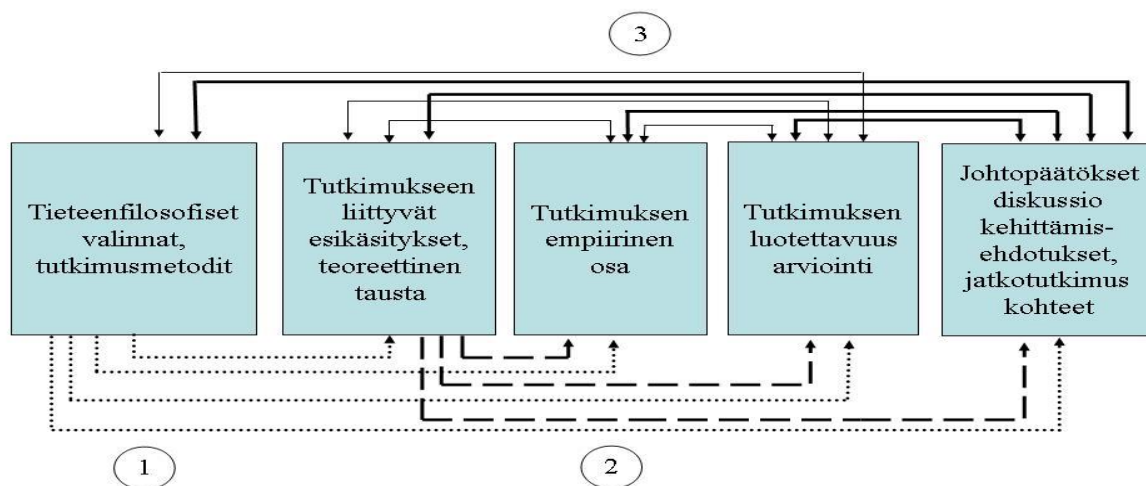 3
Tieteenfilosofiset
valinnat,
tutkimusmetodit
Tutkimukseen
liittyvät
esikäsitykset,
teoreettinen
tausta
Tutkimuksen
empiirinen
osa
Tutkimuksen
luotettavuus
arviointi
Johtopäätökset
diskussio
kehittämis-
ehdotukset,
jatkotutkimus
kohteet
1
2